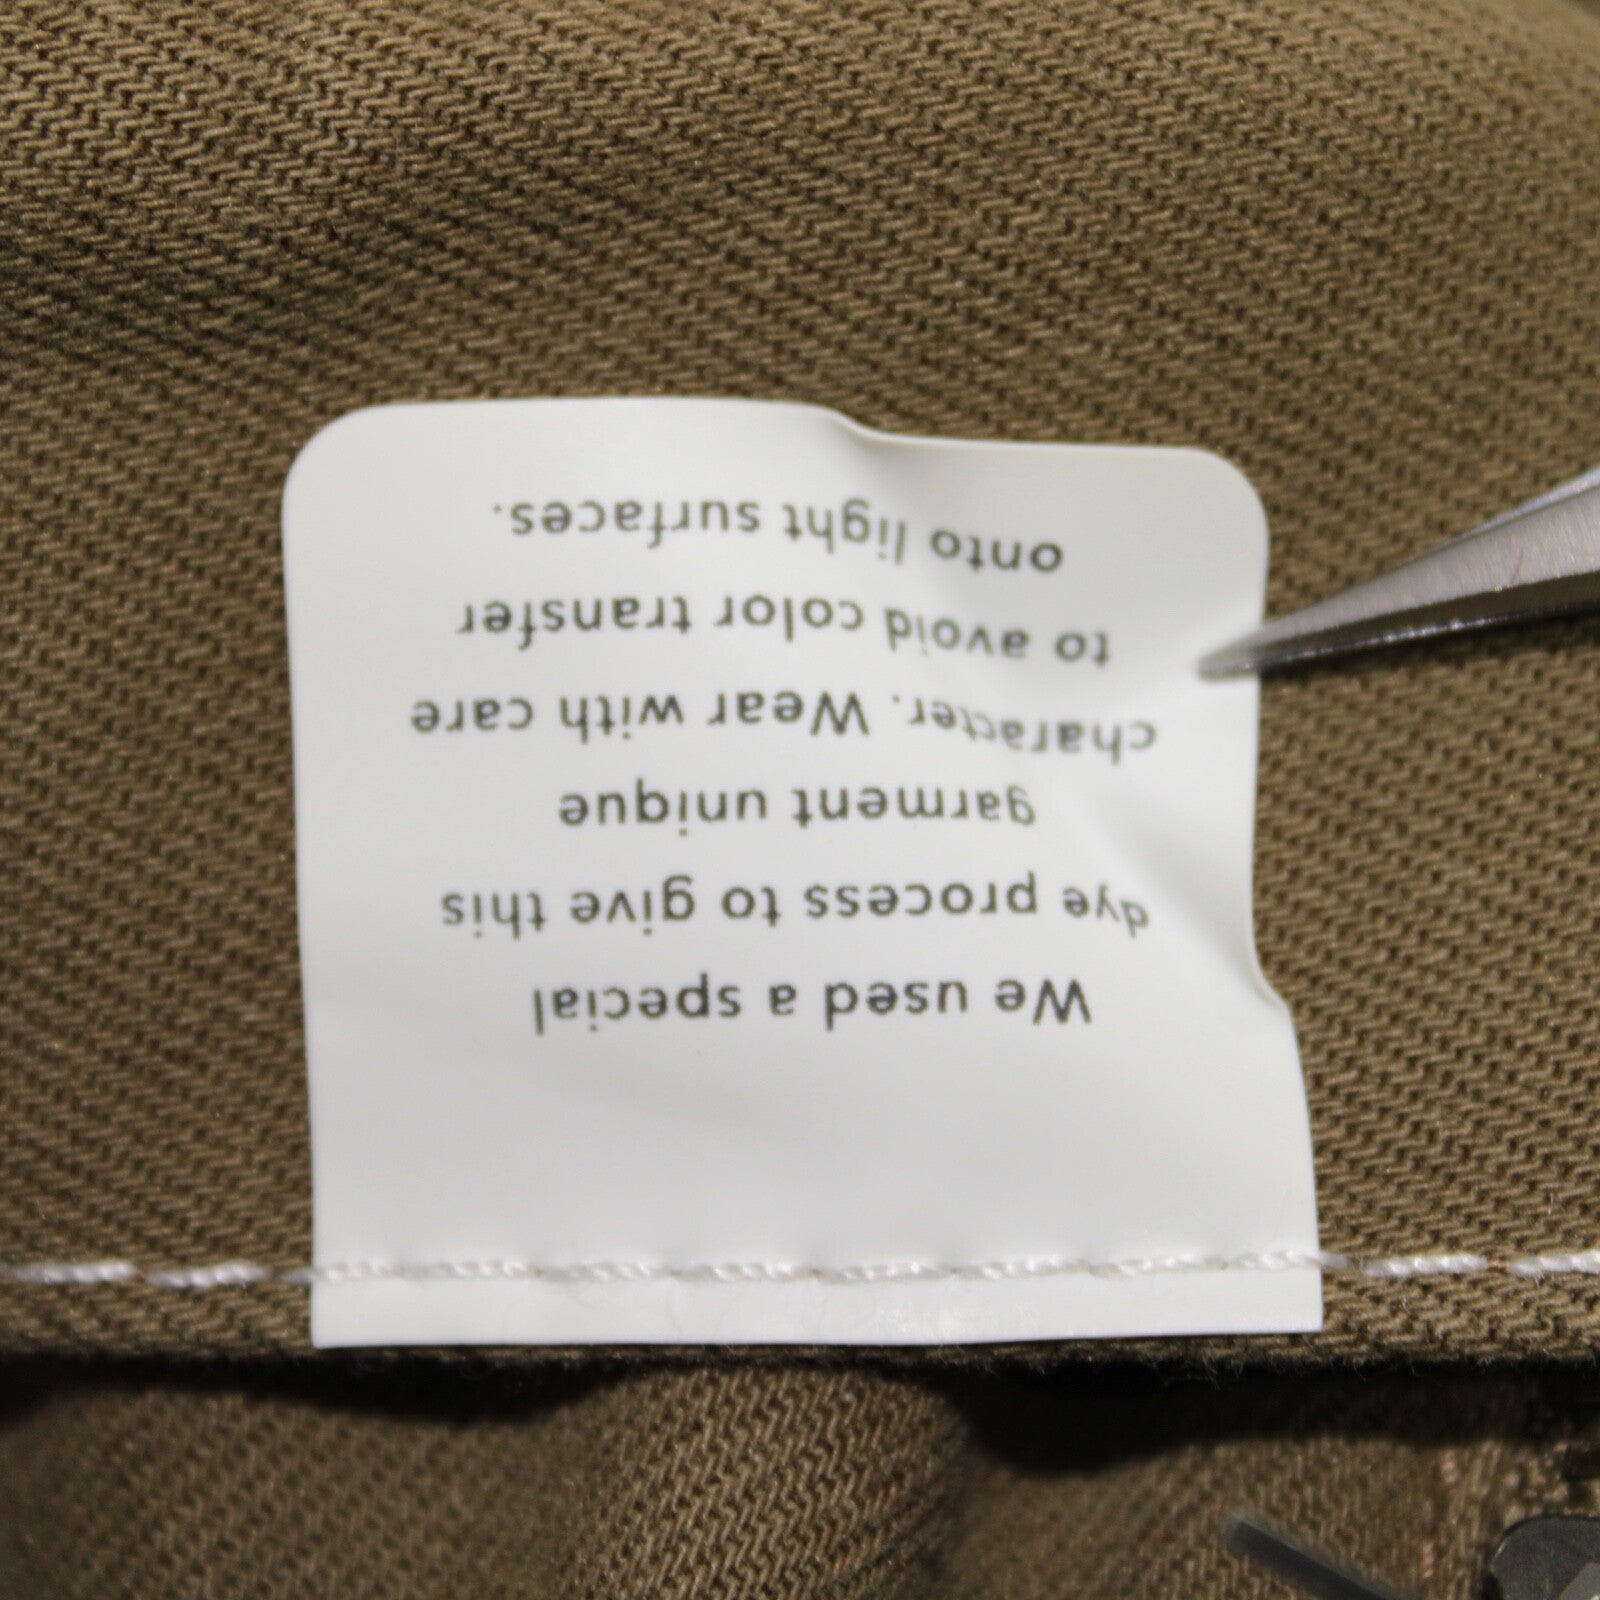 We used a special
dye process to give this
garment unique
character. Wear with care
to avoid color transfer
onto light surfaces.